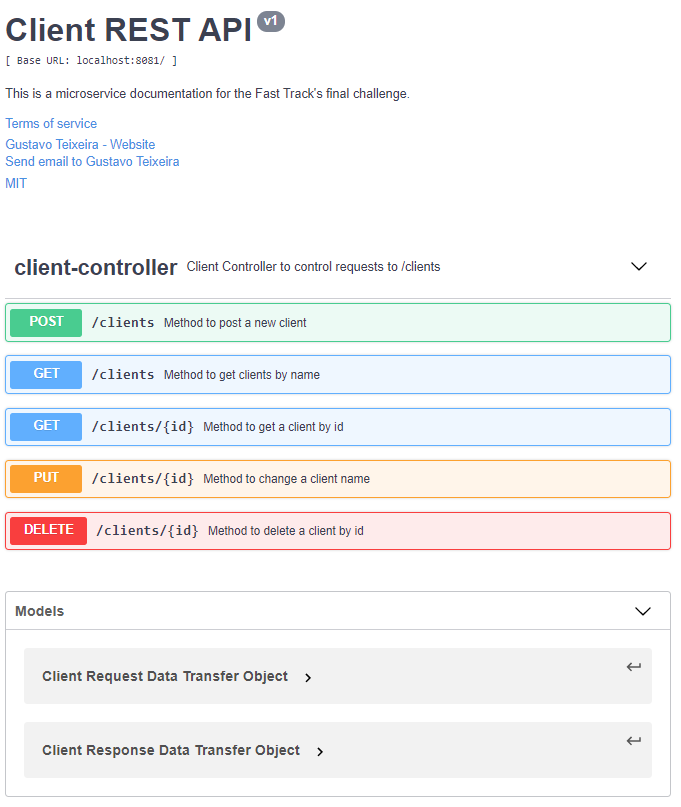 Client REST API v1
[ Base URL: localhost:8081/ ]
This is a microservice documentation for the Fast Track's final challenge.
Terms of service
Gustavo Teixeira - Website
Send email to Gustavo Teixeira
MIT
client-controller Client Controller to control requests to /clients
POST /clients Method to post a new client
GET /clients Method to get clients by name
GET /clients/{id} Method to get a client by id
PUT /clients/{id} Method to change a client name
DELETE /clients/{id} Method to delete a client by id
Models
Client Request Data Transfer Object
Client Response Data Transfer Object